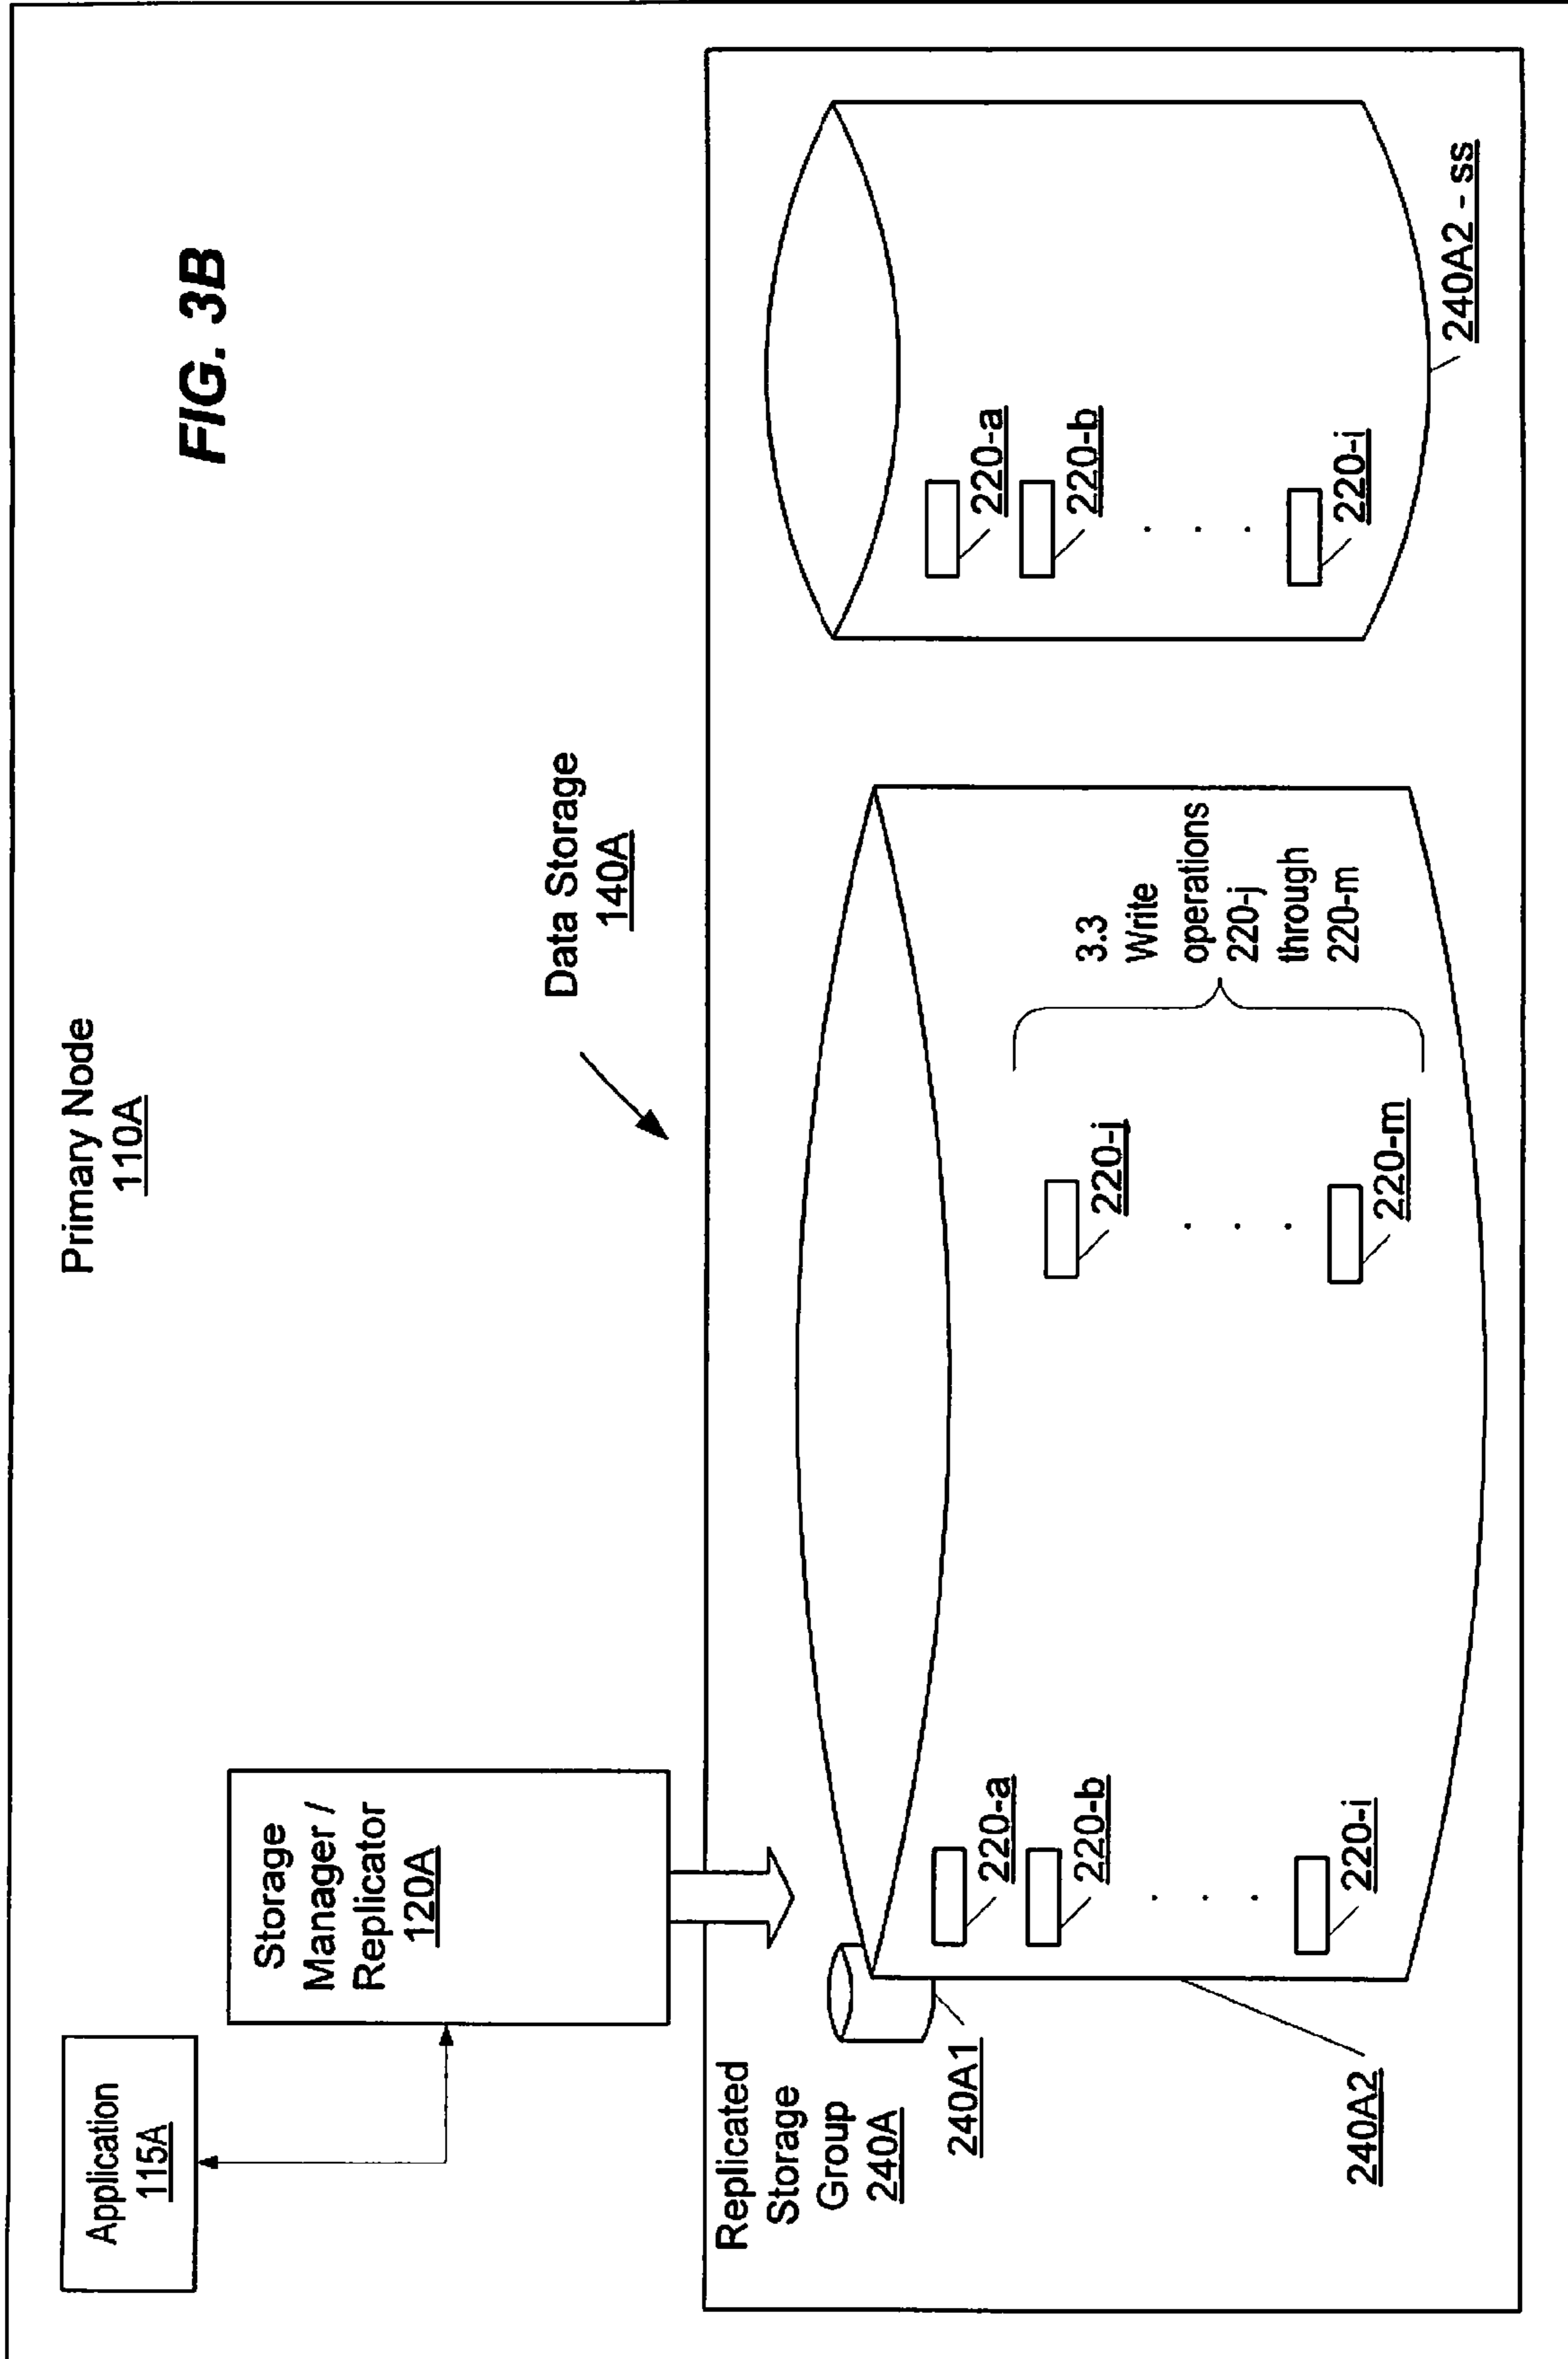 Primary Node
110A
FIG. 3B
Application
115A
Storage
Manager /
Replicator
120A
Data Storage
140A
Replicated
Storage
Group
240A
240A1
240A2
220-a
220-b
. . .
220-i
220-j
. . .
220-m
3.3
Write
operations
220-j
through
220-m
220-a
220-b
. . .
220-i
240A2 - ss